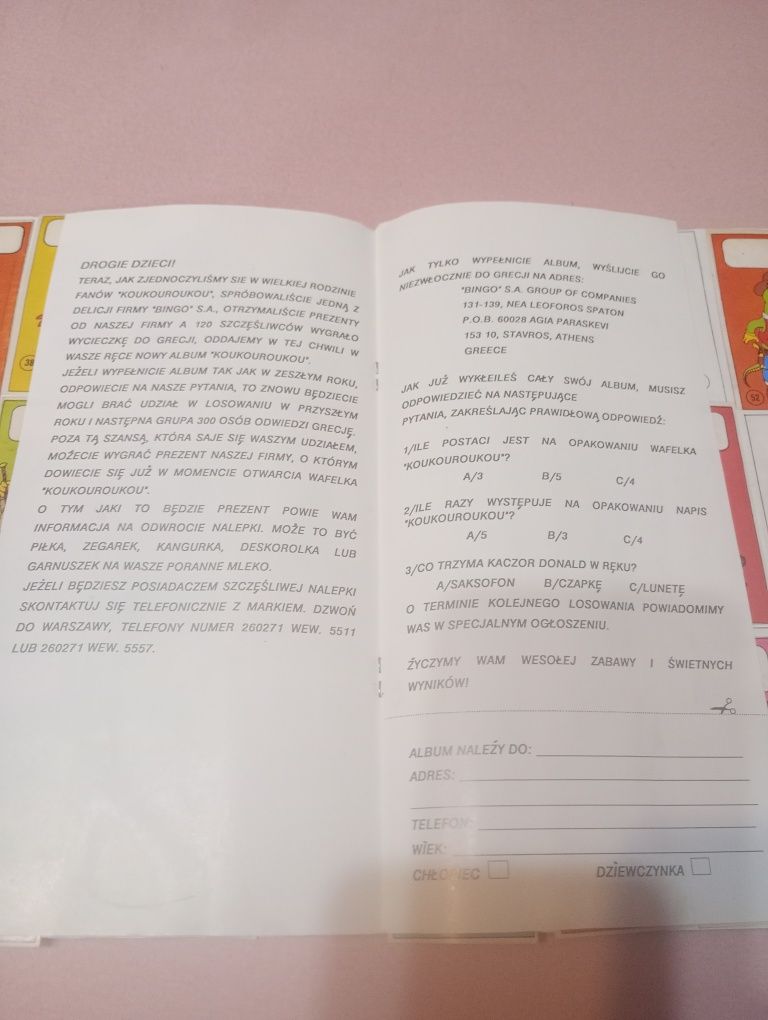 DROGIE DZIECI!
TERAZ, JAK ZJEDNOCZYLIŚMY SIE W WIELKIEJ RODZINIE
FANÓW "KOUKOUROUKOU", SPRÓBOWALIŚCIE JEDNĄ Z
DELICJI FIRMY "BINGO" S.A., OTRZYMALIŚCIE PREZENTY
OD NASZEJ FIRMY A 120 SZCZĘŚLIWCÓW WYGRAŁO
WYCIECZKĘ DO GRECJI, ODDAJEMY W TEJ CHWILI W
WASZE RĘCE NOWY ALBUM "KOUKOUROUKOU".
JEŻELI WYPEŁNICIE ALBUM TAK JAK W ZESZŁYM ROKU,
ODPOWIECIE NA NASZE PYTANIA, TO ZNOWU BĘDZIECIE
MOGLI BRAĆ UDZIAŁ W LOSOWANIU W PRZYSZŁYM
ROKU I NASTĘPNA GRUPA 300 OSÓB ODWIEDZI GRECJĘ.
POZA TĄ SZANSĄ, KTÓRA SAJE SIĘ WASZYM UDZIAŁEM,
MOŻECIE WYGRAĆ PREZENT NASZEJ FIRMY, O KTÓRYM
DOWIECIE SIĘ JUŻ W MOMENCIE OTWARCIA WAFELKA
"KOUKOUROUKOU".
O TYM JAKI TO BĘDZIE PREZENT POWIE WAM
INFORMACJA NA ODWROCIE NALEPKI. MOŻE TO BYĆ
PIŁKA, ZEGAREK, KANGURKA, DESKOROLKA LUB
GARNUSZEK NA WASZE PORANNE MLEKO.
JEŻELI BĘDZIESZ POSIADACZEM SZCZĘŚLIWEJ NALEPKI
SKONTAKTUJ SIĘ TELEFONICZNIE Z MARKIEM. DZWOŃ
DO WARSZAWY, TELEFONY NUMER 260271 WEW. 5511
LUB 260271 WEW. 5557.
JAK TYLKO WYPEŁNICIE ALBUM, WYŚLIJCIE GO
NIEZWŁOCZNIE DO GRECJI NA ADRES:
"BINGO" S.A. GROUP OF COMPANIES
131-139, NEA LEOFOROS SPATON
P.O.B. 60028 AGIA PARASKEVI
153 10, STAVROS, ATHENS
GREECE
JAK JUŻ WYKŁEILEŚ CAŁY SWÓJ ALBUM, MUSISZ
ODPOWIEDZIEĆ NA NASTĘPUJĄCE
PYTANIA, ZAKREŚLAJĄC PRAWIDŁOWĄ ODPOWIEDŹ:
1/ILE POSTACI JEST NA OPAKOWANIU WAFELKA
"KOUKOUROUKOU"?
A/3 B/5 C/4
2/ILE RAZY WYSTĘPUJE NA OPAKOWANIU NAPIS
"KOUKOUROUKOU"?
A/5 B/3 C/4
3/CO TRZYMA KACZOR DONALD W RĘKU?
A/SAKSOFON B/CZAPKĘ C/LUNETĘ
O TERMINIE KOLEJNEGO LOSOWANIA POWIADOMIMY
WAS W SPECJALNYM OGŁOSZENIU.
ŻYCZYMY WAM WESOŁEJ ZABAWY I ŚWIETNYCH
WYNIKÓW!
ALBUM NALEŻY DO:
ADRES:
TELEFON:
WIEK:
CHŁOPIEC DZIEWCZYNKA
38
52